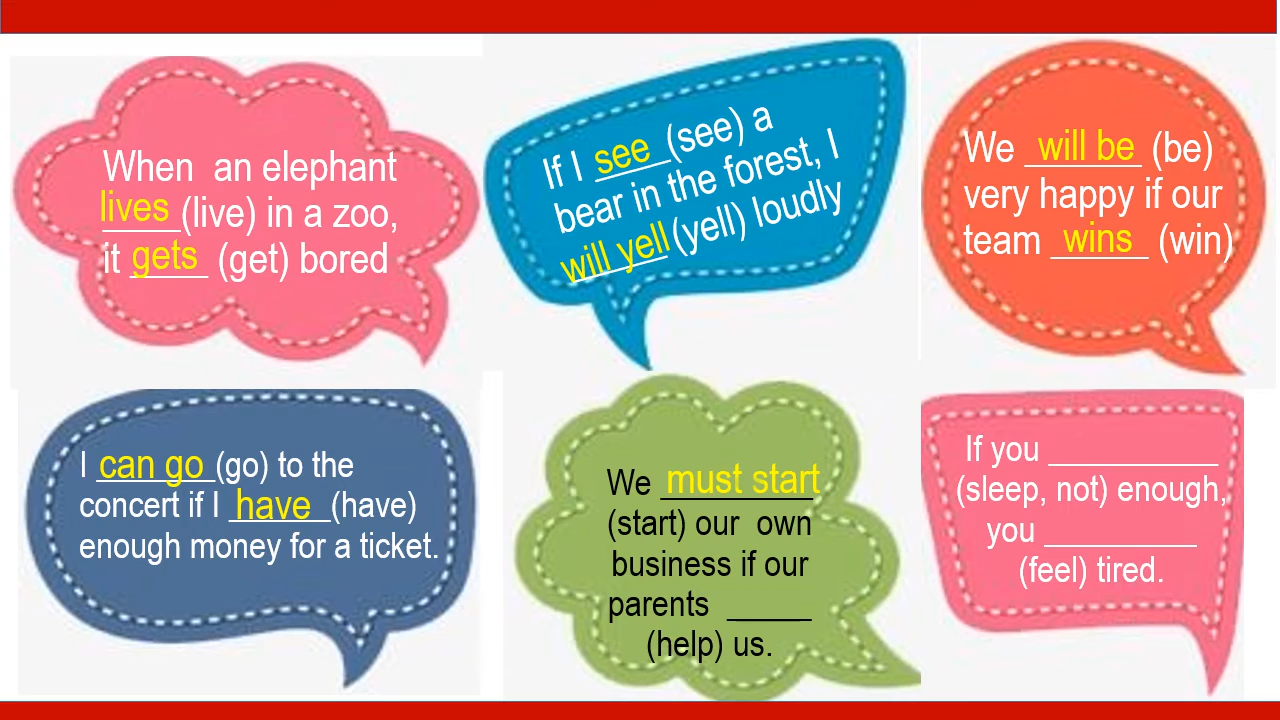 When  an elephant
lives(live) in a zoo,
it gets (get) bored
If I see (see) a
bear in the forest, I
will yell (yell) loudly
We will be (be)
very happy if our
team wins (win)
I can go (go) to the
concert if I have (have)
enough money for a ticket.
We must start
(start) our  own
business if our
parents  _____
(help) us.
If you __________
(sleep, not) enough,
you _________
(feel) tired.